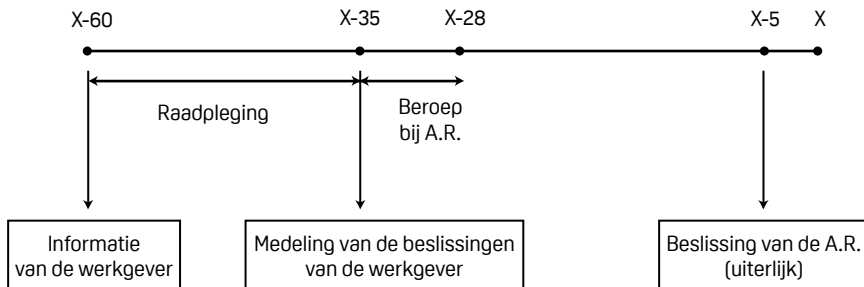 X-60
X-35
X-28
X-5
X
Raadpleging
Beroep
bij A.R.
Informatie
van de werkgever
Medeling van de beslissingen
van de werkgever
Beslissing van de A.R.
(uiterlijk)